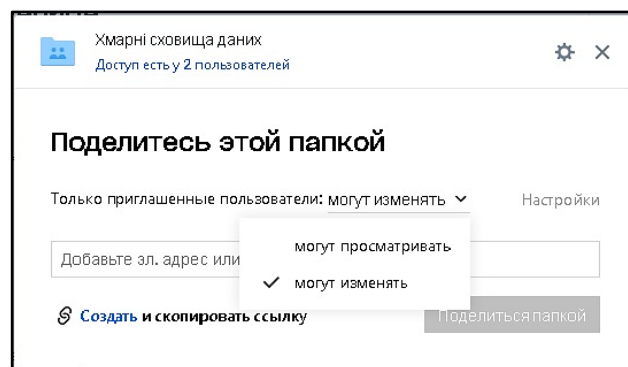 Хмарні сховища даних
Доступ есть у 2 пользователей
Поделитесь этой папкой
Только приглашенные пользователи: могут изменять
Настройки
могут просматривать
могут изменять
Добавьте эл. адрес или
Создать и скопировать ссылку
Поделиться папкой